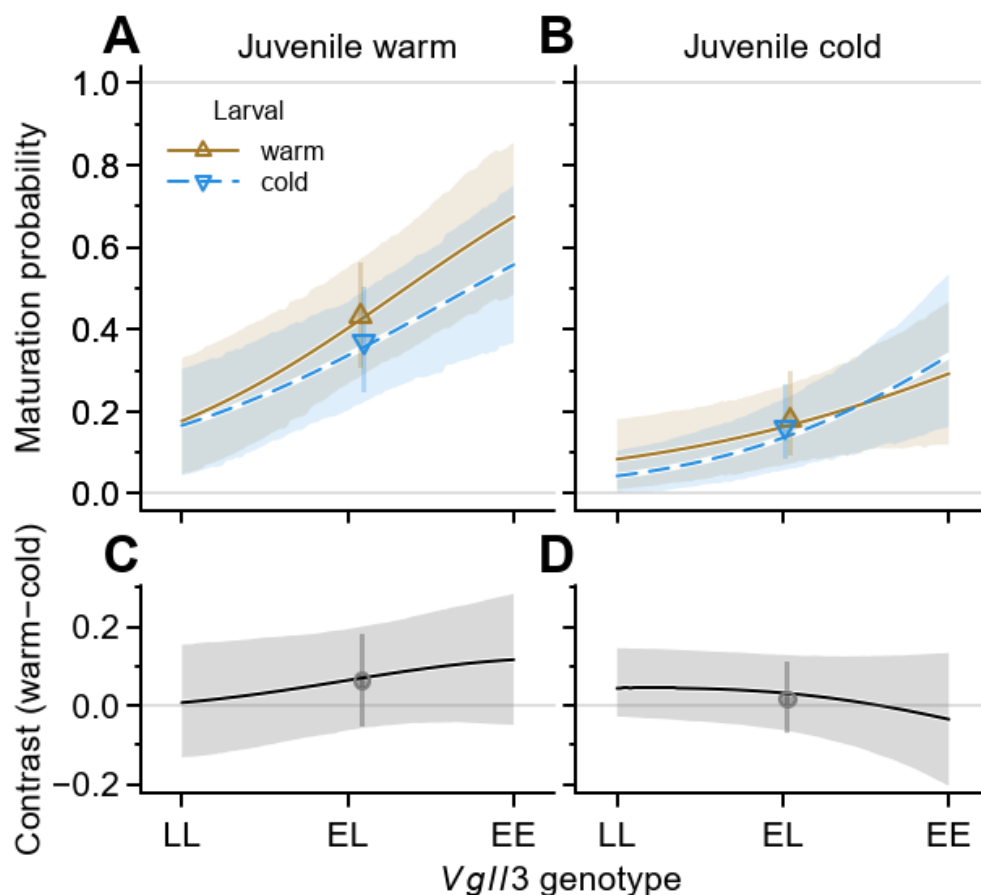 A Juvenile warm
B Juvenile cold
Maturation probability
1.0
0.8
0.6
0.4
0.2
0.0
Larval
warm
cold
C
D
Contrast (warm−cold)
0.2
0.0
−0.2
LL EL EE
LL EL EE
Vgll3 genotype